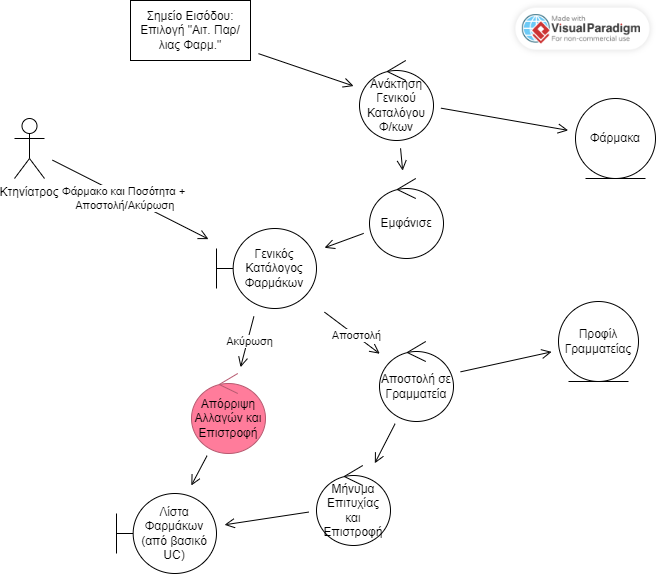 Σημείο Εισόδου:
Επιλογή "Αιτ. Παρ/
λιας Φαρμ."
Made with
VisualParadigm
For non-commercial use
Ανάκτηση
Γενικού
Καταλόγου
Φ/κων
Φάρμακα
Κτηνίατρος
Φάρμακο και Ποσότητα +
Αποστολή/Ακύρωση
Εμφάνισε
Γενικός
Κατάλογος
Φαρμάκων
Ακύρωση
Αποστολή
Προφίλ
Γραμματείας
Αποστολή σε
Γραμματεία
Απόρριψη
Αλλαγών και
Επιστροφή
Μήνυμα
Επιτυχίας
και
Επιστροφή
Λίστα
Φαρμάκων
(από βασικό
UC)